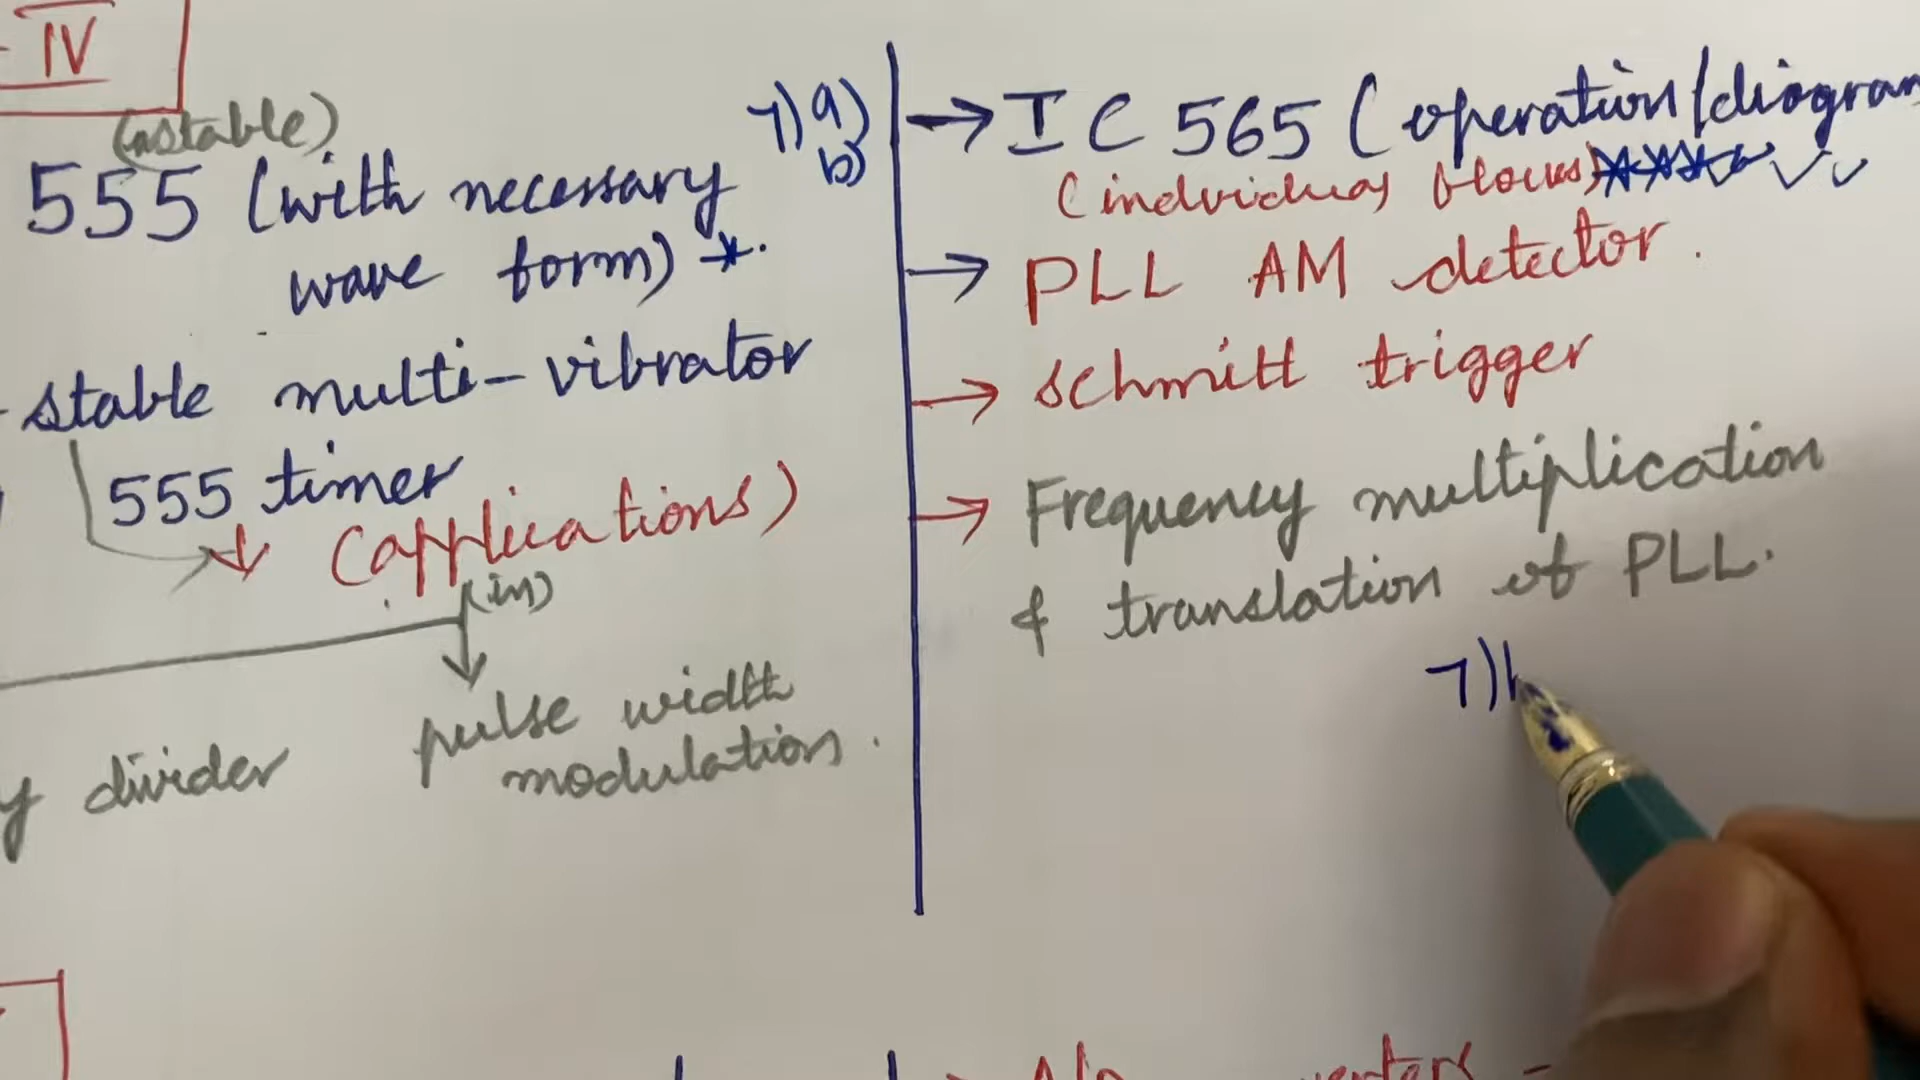 - IV
(astable)
555 (with necessary
wave form) *.
stable multi-vibrator
555 timer
(applications)
(in)
pulse width
modulation.
y divider
7) a)
b)
→ IC 565 (operation/diagram
(individual blocks)
→ PLL AM detector.
→ schmitt trigger
→ Frequency multiplication
& translation of PLL.
7)